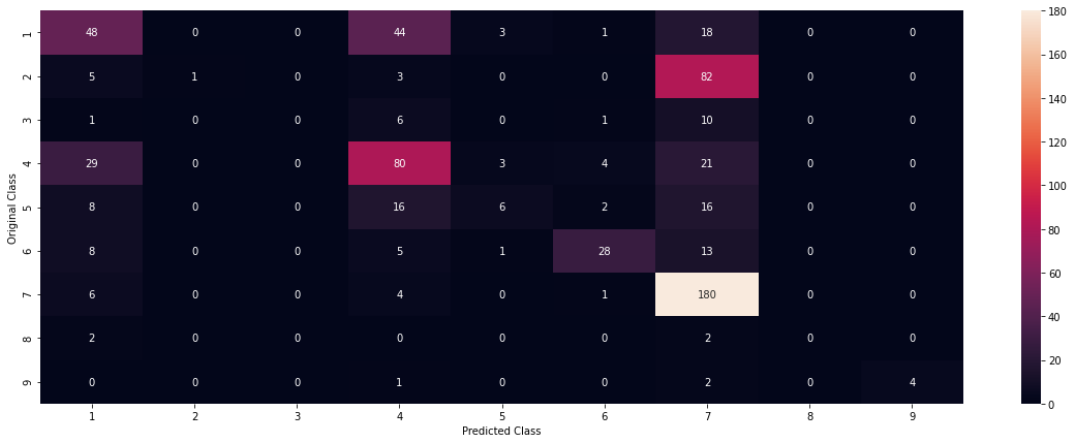 1 48 0 0 44 3 1 18 0 0
2 5 1 0 3 0 0 82 0 0
3 1 0 0 6 0 1 10 0 0
4 29 0 0 80 3 4 21 0 0
5 8 0 0 16 6 2 16 0 0
6 8 0 0 5 1 28 13 0 0
7 6 0 0 4 0 1 180 0 0
8 2 0 0 0 0 0 2 0 0
9 0 0 0 1 0 0 2 0 4
1 2 3 4 5 6 7 8 9
Predicted Class
Original Class
180
160
140
120
100
80
60
40
20
0